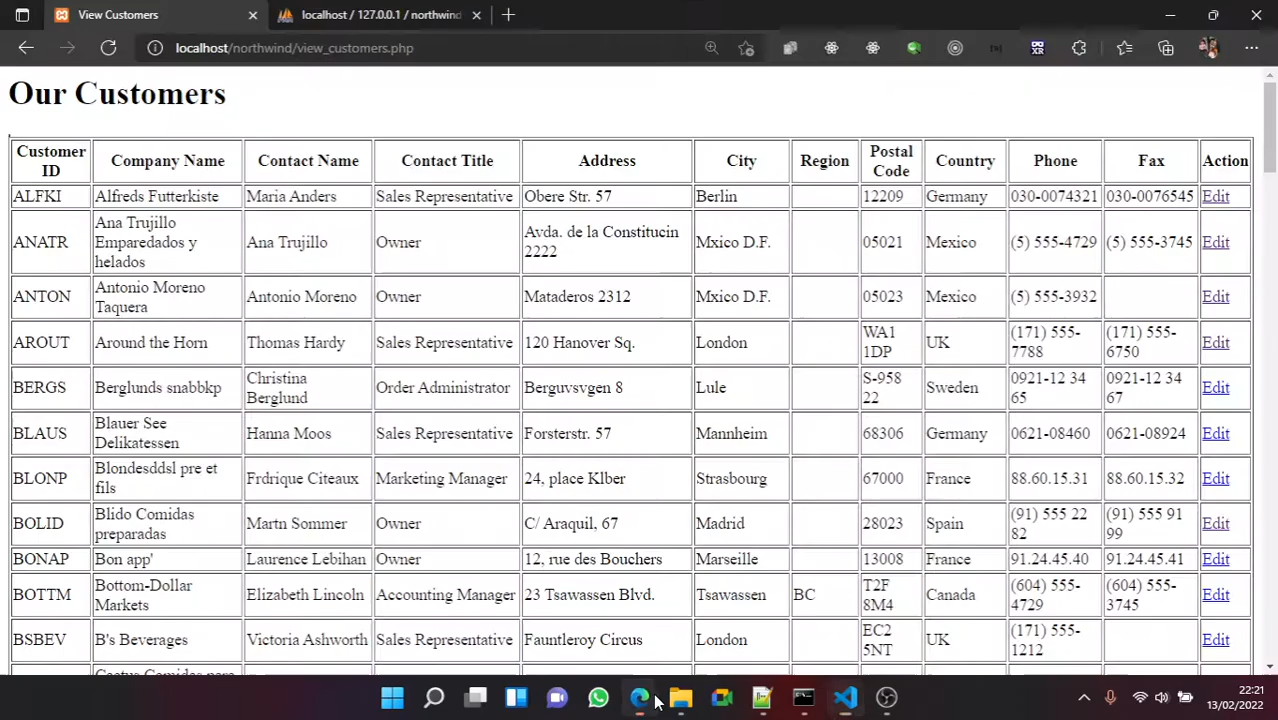 View Customers
localhost / 127.0.0.1 / northwind
localhost/northwind/view_customers.php
Our Customers
Customer ID Company Name Contact Name Contact Title Address City Region Postal Code Country Phone Fax Action
ALFKI Alfreds Futterkiste Maria Anders Sales Representative Obere Str. 57 Berlin 12209 Germany 030-0074321 030-0076545 Edit
ANATR Ana Trujillo Emparedados y helados Ana Trujillo Owner Avda. de la Constitucin 2222 Mxico D.F. 05021 Mexico (5) 555-4729 (5) 555-3745 Edit
ANTON Antonio Moreno Taquera Antonio Moreno Owner Mataderos 2312 Mxico D.F. 05023 Mexico (5) 555-3932 Edit
AROUT Around the Horn Thomas Hardy Sales Representative 120 Hanover Sq. London WA1 1DP UK (171) 555-7788 (171) 555-6750 Edit
BERGS Berglunds snabbkp Christina Berglund Order Administrator Berguvsvgen 8 Lule S-958 22 Sweden 0921-12 34 65 0921-12 34 67 Edit
BLAUS Blauer See Delikatessen Hanna Moos Sales Representative Forsterstr. 57 Mannheim 68306 Germany 0621-08460 0621-08924 Edit
BLONP Blondesddsl pre et fils Frdrique Citeaux Marketing Manager 24, place Klber Strasbourg 67000 France 88.60.15.31 88.60.15.32 Edit
BOLID Blido Comidas preparadas Martn Sommer Owner C/ Araquil, 67 Madrid 28023 Spain (91) 555 22 82 (91) 555 91 99 Edit
BONAP Bon app' Laurence Lebihan Owner 12, rue des Bouchers Marseille 13008 France 91.24.45.40 91.24.45.41 Edit
BOTTM Bottom-Dollar Markets Elizabeth Lincoln Accounting Manager 23 Tsawassen Blvd. Tsawassen BC T2F 8M4 Canada (604) 555-4729 (604) 555-3745 Edit
BSBEV B's Beverages Victoria Ashworth Sales Representative Fauntleroy Circus London EC2 5NT UK (171) 555-1212 Edit
22:21
13/02/2022